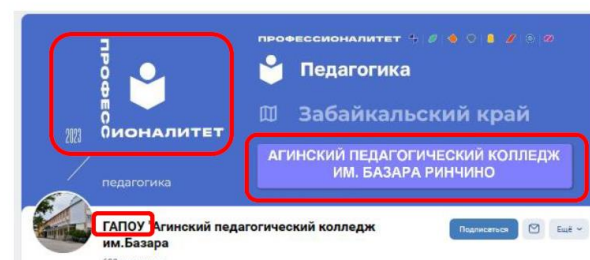 ПРОФЕССИОНАЛИТЕТ
ПРОФЕССИОНАЛИТЕТ
2023
педагогика
Педагогика
Забайкальский край
АГИНСКИЙ ПЕДАГОГИЧЕСКИЙ КОЛЛЕДЖ
ИМ. БАЗАРА РИНЧИНО
ГАПОУ "Агинский педагогический колледж
им.Базара
Подписаться
Ещё